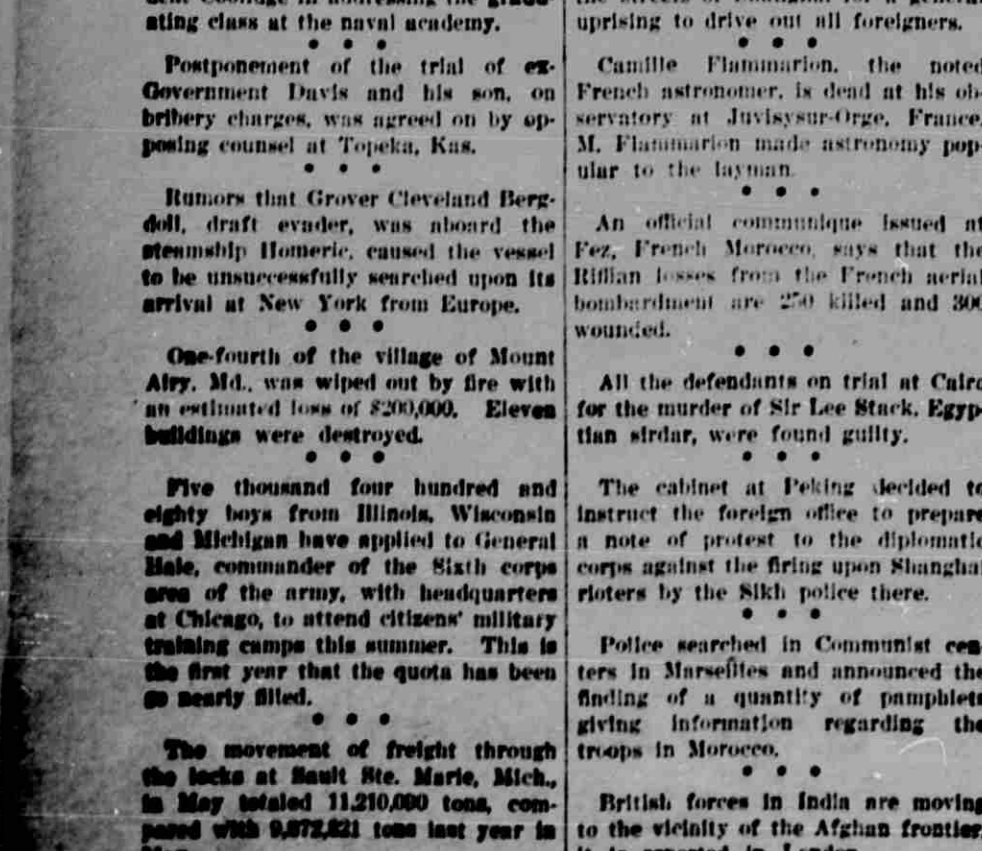 ating class at the naval academy.
• • •
Postponement of the trial of ex-
Government Davis and his son, on
bribery charges, was agreed on by op-
posing counsel at Topeka, Kas.
• • •
Rumors that Grover Cleveland Berg-
doll, draft evader, was aboard the
steamship Homeric, caused the vessel
to be unsuccessfully searched upon its
arrival at New York from Europe.
• • •
One-fourth of the village of Mount
Airy, Md., was wiped out by fire with
an estimated loss of $200,000. Eleven
buildings were destroyed.
• • •
Five thousand four hundred and
eighty boys from Illinois, Wisconsin
and Michigan have applied to General
Hale, commander of the Sixth corps
area of the army, with headquarters
at Chicago, to attend citizens' military
training camps this summer. This is
the first year that the quota has been
so nearly filled.
• • •
The movement of freight through
the locks at Sault Ste. Marie, Mich.,
in May totaled 11,210,000 tons, com-
pared with 9,872,821 tons last year in
uprising to drive out all foreigners.
• • •
Camille Flammarion, the noted
French astronomer, is dead at his ob-
servatory at Juvisysur-Orge, France.
M. Flammarion made astronomy pop-
ular to the layman.
• • •
An official communique issued at
Fez, French Morocco, says that the
Riffian losses from the French aerial
bombardment are 250 killed and 300
wounded.
• • •
All the defendants on trial at Cairo
for the murder of Sir Lee Stack, Egyp-
tian sirdar, were found guilty.
• • •
The cabinet at Peking decided to
instruct the foreign office to prepare
a note of protest to the diplomatic
corps against the firing upon Shanghai
rioters by the Sikh police there.
• • •
Police searched in Communist cen-
ters in Marseilles and announced the
finding of a quantity of pamphlets
giving information regarding the
troops in Morocco.
• • •
British forces in India are moving
to the vicinity of the Afghan frontier,